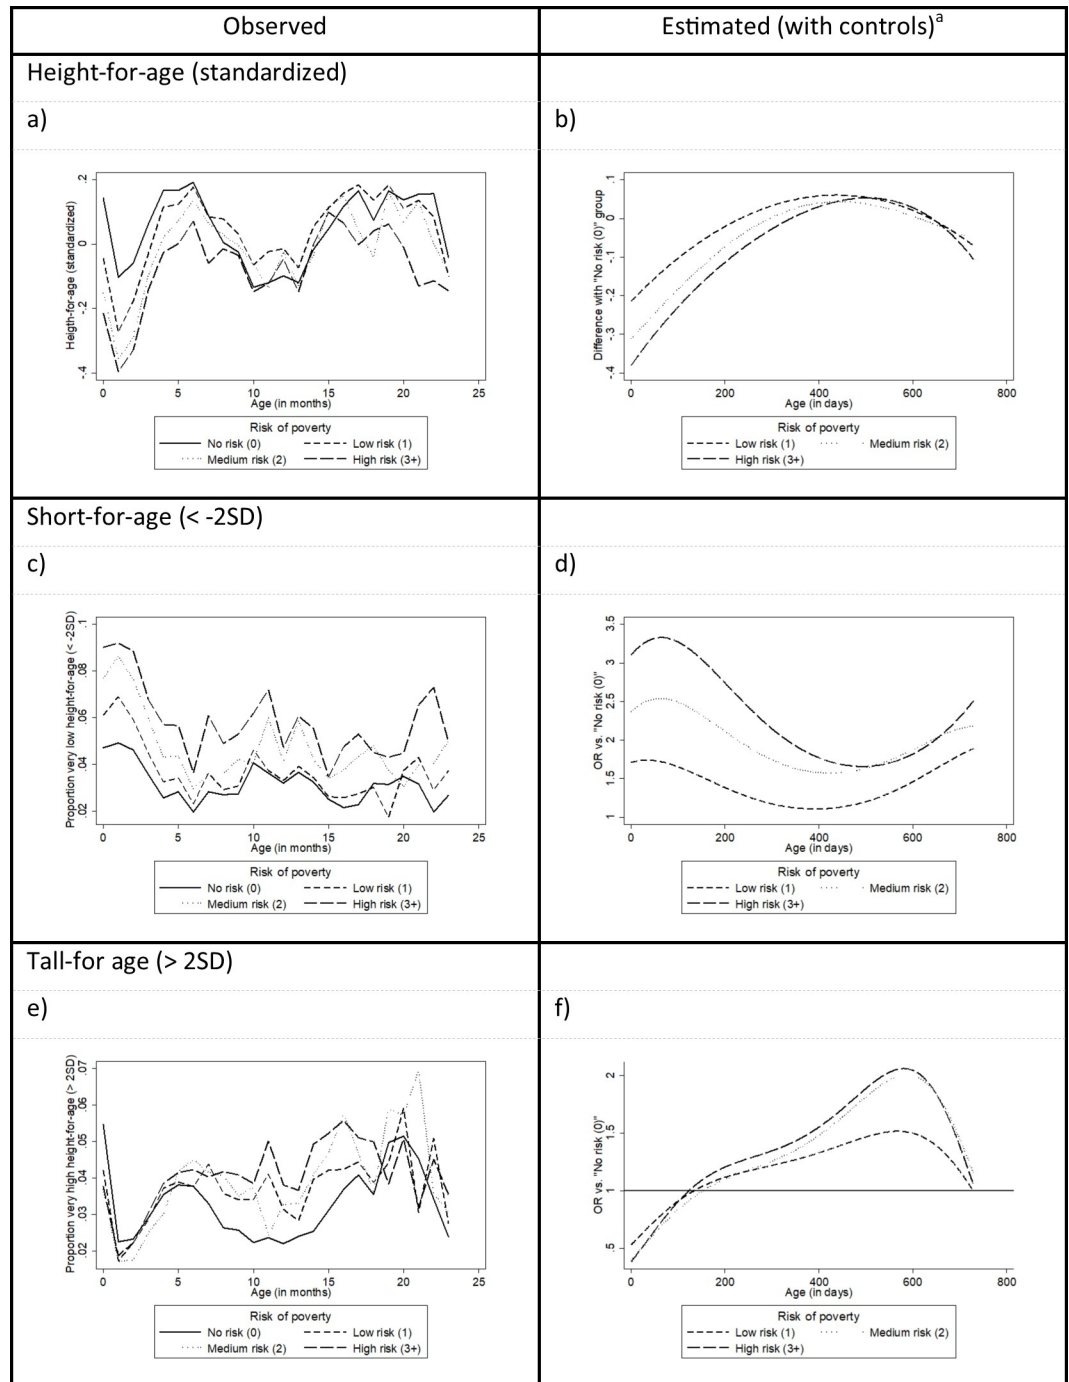 Observed
Estimated (with controls)a
Height-for-age (standardized)
a)
b)
Heigth-for-age (standardized)
.2
0
-.2
-.4
0 5 10 15 20 25
Age (in months)
Risk of poverty
No risk (0) Low risk (1)
Medium risk (2) High risk (3+)
Difference with "No risk (0)" group
.1
0
-.1
-.2
-.3
-.4
0 200 400 600 800
Age (in days)
Risk of poverty
Low risk (1) Medium risk (2)
High risk (3+)
Short-for-age (< -2SD)
c)
d)
Proportion very low height-for-age (< -2SD)
.1
.08
.06
.04
.02
0 5 10 15 20 25
Age (in months)
Risk of poverty
No risk (0) Low risk (1)
Medium risk (2) High risk (3+)
OR vs. "No risk (0)"
3.5
3
2.5
2
1.5
1
0 200 400 600 800
Age (in days)
Risk of poverty
Low risk (1) Medium risk (2)
High risk (3+)
Tall-for age (> 2SD)
e)
f)
Proportion very high height-for-age (> 2SD)
.07
.06
.05
.04
.03
.02
0 5 10 15 20 25
Age (in months)
Risk of poverty
No risk (0) Low risk (1)
Medium risk (2) High risk (3+)
OR vs. "No risk (0)"
2
1.5
1
.5
0 200 400 600 800
Age (in days)
Risk of poverty
Low risk (1) Medium risk (2)
High risk (3+)